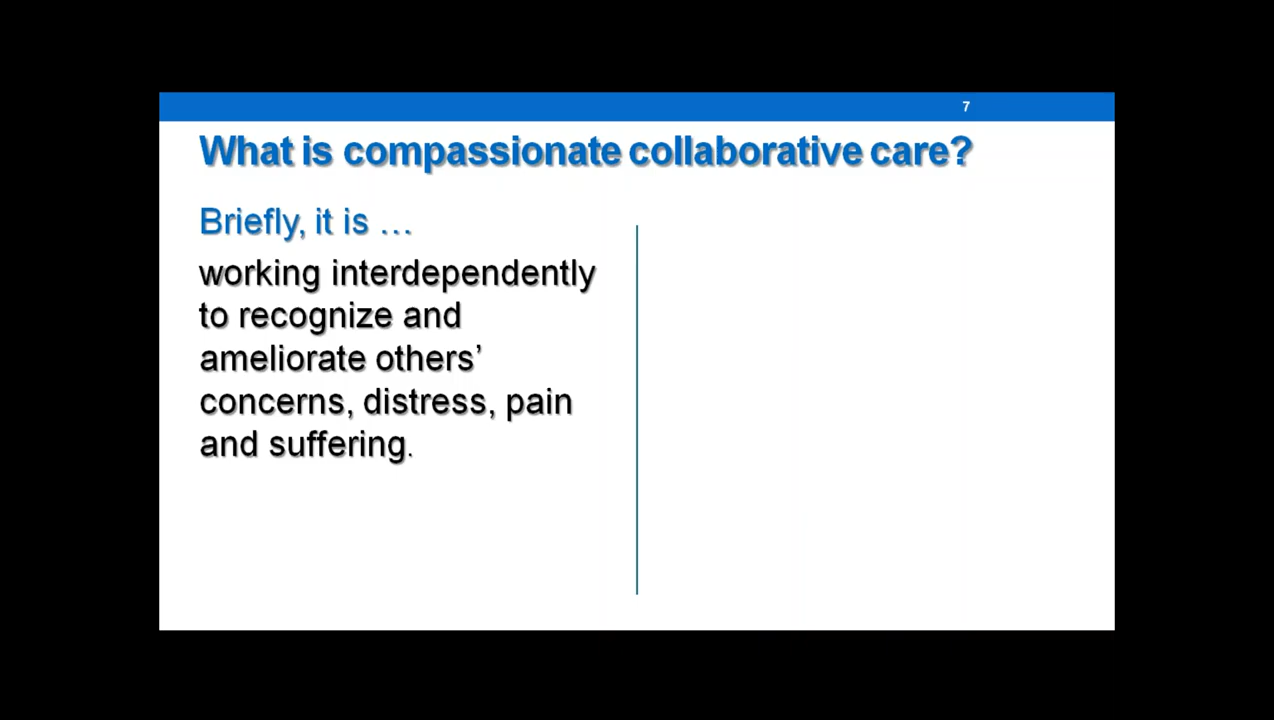 7
What is compassionate collaborative care?
Briefly, it is …
working interdependently
to recognize and
ameliorate others’
concerns, distress, pain
and suffering.